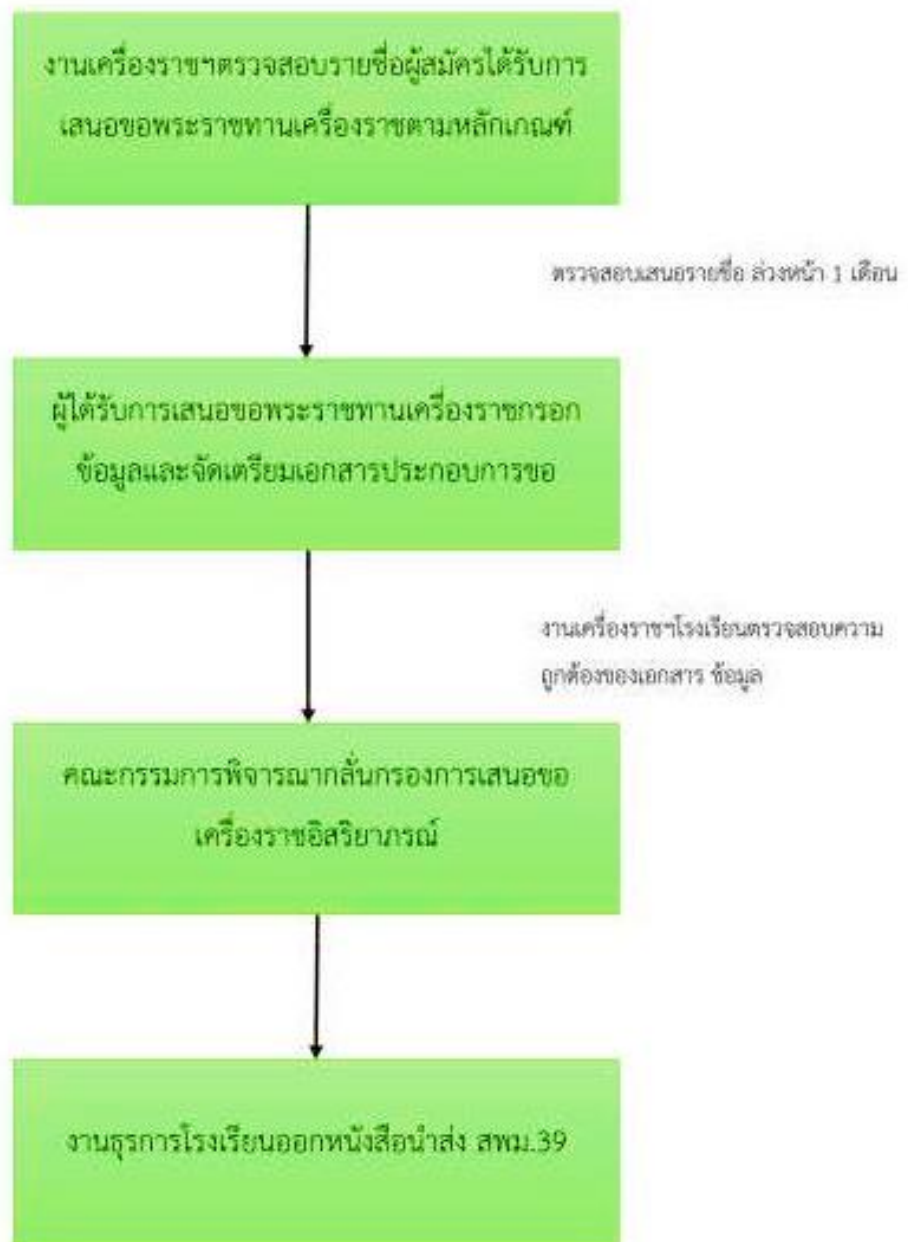 งานเครื่องราชฯตรวจสอบรายชื่อผู้สมัครได้รับการ
เสนอขอพระราชทานเครื่องราชตามหลักเกณฑ์
ตรวจสอบเสนอรายชื่อ ล่วงหน้า 1 เดือน
ผู้ได้รับการเสนอขอพระราชทานเครื่องราชกรอก
ข้อมูลและจัดเตรียมเอกสารประกอบการขอ
งานเครื่องราชฯโรงเรียนตรวจสอบความ
ถูกต้องของเอกสาร ข้อมูล
คณะกรรมการพิจารณากลั่นกรองการเสนอขอ
เครื่องราชอิสริยาภรณ์
งานธุรการโรงเรียนออกหนังสือนำส่ง สพม.39